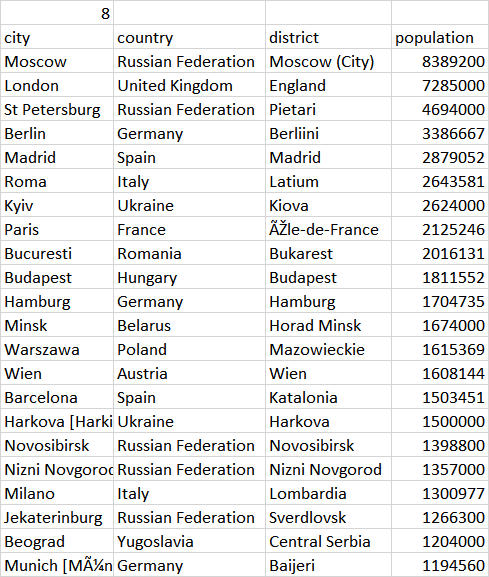 8
city country district population
Moscow Russian Federation Moscow (City) 8389200
London United Kingdom England 7285000
St Petersburg Russian Federation Pietari 4694000
Berlin Germany Berliini 3386667
Madrid Spain Madrid 2879052
Roma Italy Latium 2643581
Kyiv Ukraine Kiova 2624000
Paris France ÃŽle-de-France 2125246
Bucuresti Romania Bukarest 2016131
Budapest Hungary Budapest 1811552
Hamburg Germany Hamburg 1704735
Minsk Belarus Horad Minsk 1674000
Warszawa Poland Mazowieckie 1615369
Wien Austria Wien 1608144
Barcelona Spain Katalonia 1503451
Harkova [Harki Ukraine Harkova 1500000
Novosibirsk Russian Federation Novosibirsk 1398800
Nizni Novgorod Russian Federation Nizni Novgorod 1357000
Milano Italy Lombardia 1300977
Jekaterinburg Russian Federation Sverdlovsk 1266300
Beograd Yugoslavia Central Serbia 1204000
Munich [MÃ¼n Germany Baijeri 1194560